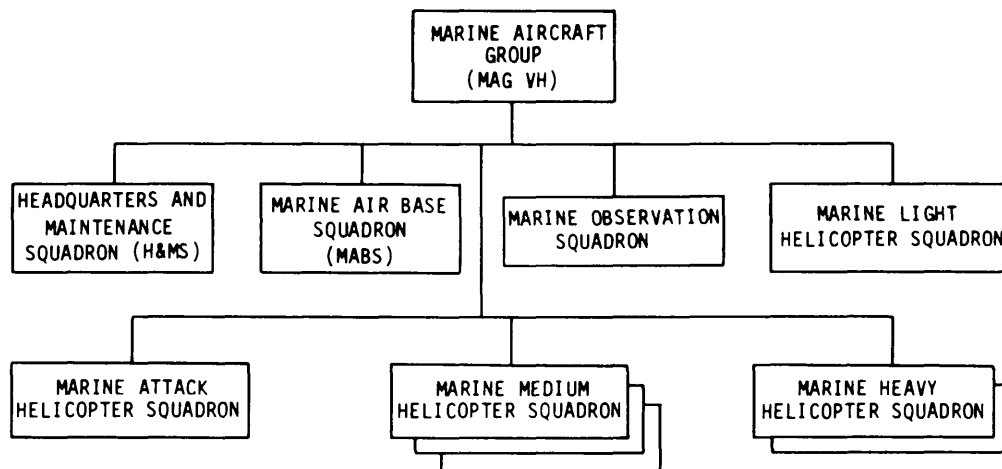 MARINE AIRCRAFT
GROUP
(MAG VH)
HEADQUARTERS AND
MAINTENANCE
SQUADRON (H&MS)
MARINE AIR BASE
SQUADRON
(MABS)
MARINE OBSERVATION
SQUADRON
MARINE LIGHT
HELICOPTER SQUADRON
MARINE ATTACK
HELICOPTER SQUADRON
MARINE MEDIUM
HELICOPTER SQUADRON
MARINE HEAVY
HELICOPTER SQUADRON